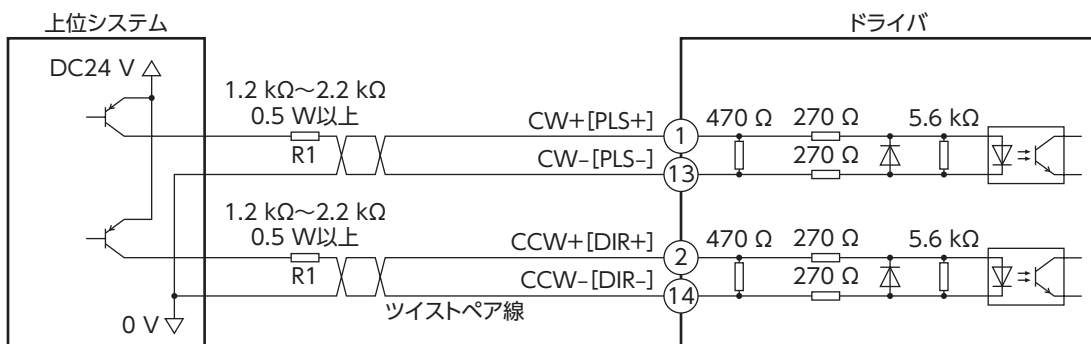 上位システム
ドライバ
DC24 V
1.2 kΩ～2.2 kΩ
0.5 W以上
R1
CW+[PLS+]
1
CW–[PLS–]
13
470 Ω
270 Ω
270 Ω
5.6 kΩ
1.2 kΩ～2.2 kΩ
0.5 W以上
R1
CCW+[DIR+]
2
CCW–[DIR–]
14
470 Ω
270 Ω
270 Ω
5.6 kΩ
ツイストペア線
0 V